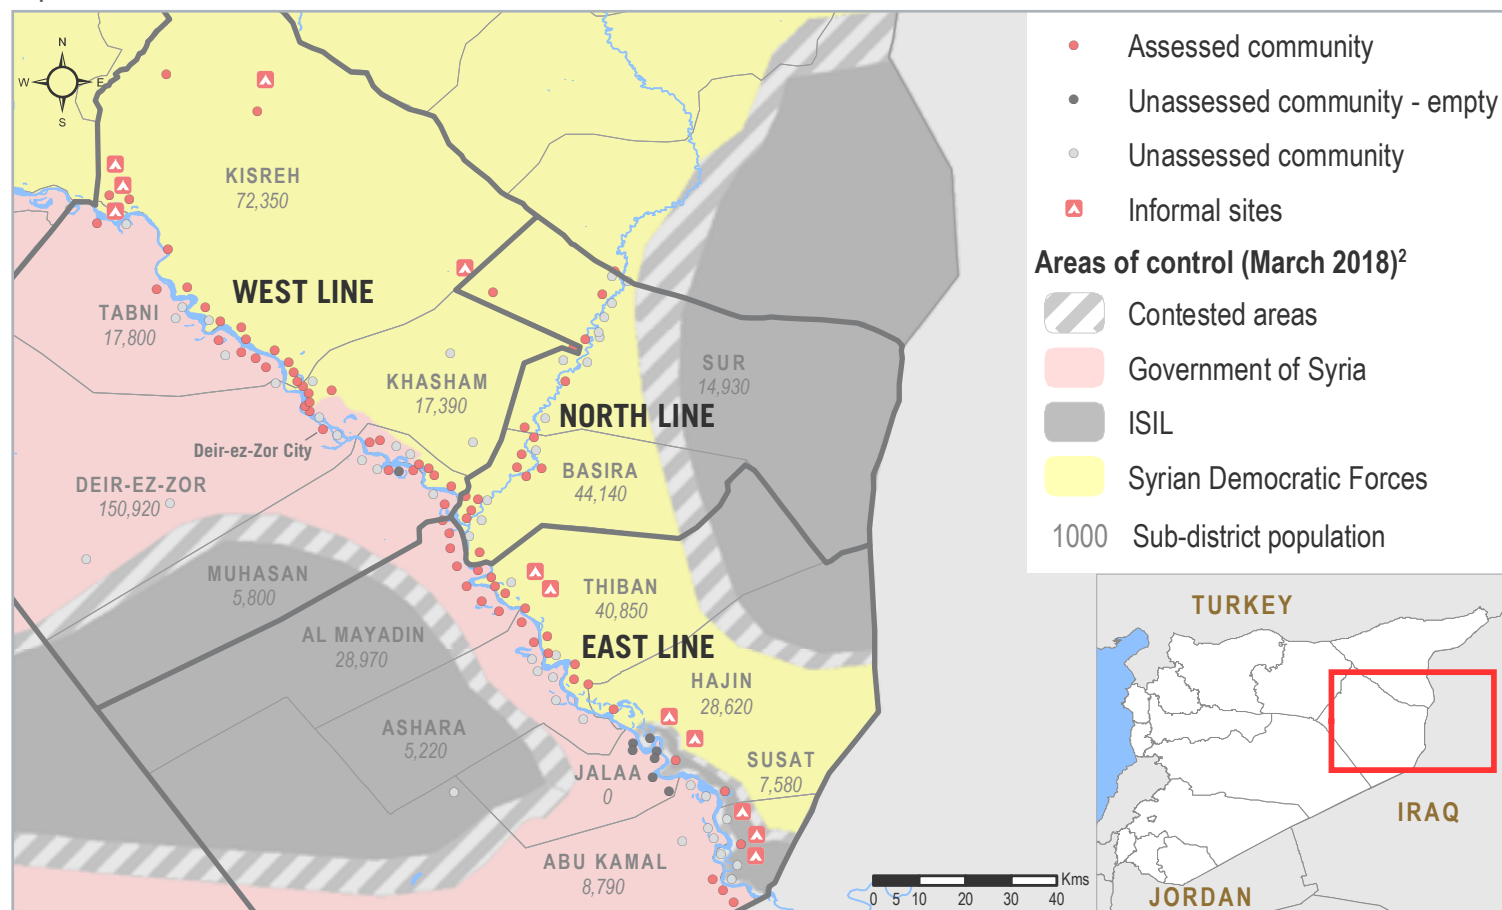 N
W
E
S
KISREH
72,350
WEST LINE
TABNI
17,800
KHASHAM
17,390
SUR
14,930
NORTH LINE
Deir-ez-Zor City
BASIRA
44,140
DEIR-EZ-ZOR
150,920
MUHASAN
5,800
THIBAN
40,850
AL MAYADIN
28,970
EAST LINE
HAJIN
28,620
ASHARA
5,220
SUSAT
7,580
JALAA
0
ABU KAMAL
8,790
0 5 10 20 30 40 Kms
Assessed community
Unassessed community - empty
Unassessed community
Informal sites
Areas of control (March 2018)²
Contested areas
Government of Syria
ISIL
Syrian Democratic Forces
1000 Sub-district population
TURKEY
IRAQ
JORDAN